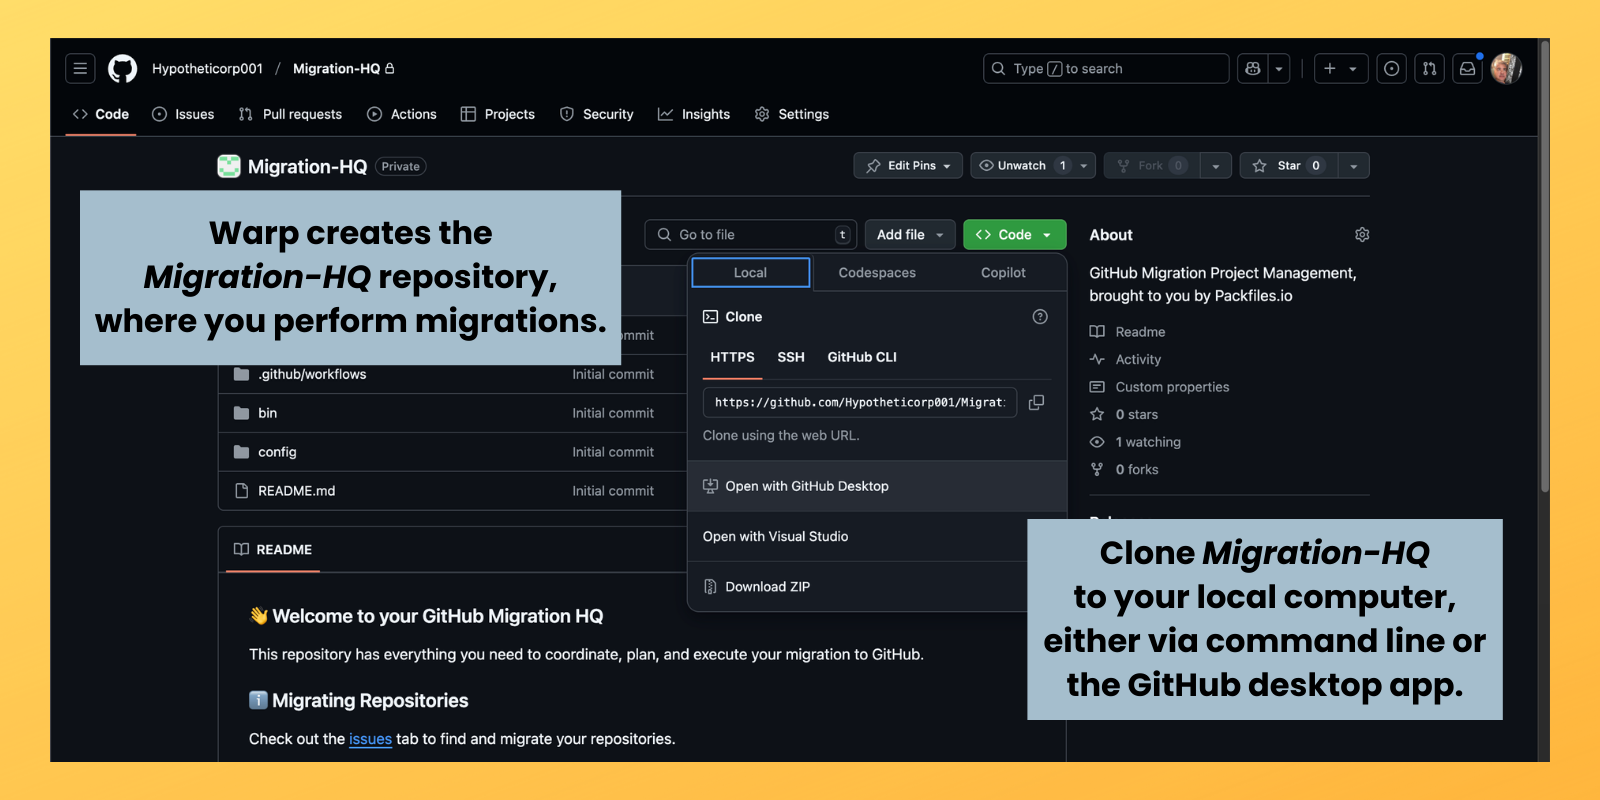 Hypotheticorp001 / Migration-HQ
Type / to search
Code Issues Pull requests Actions Projects Security Insights Settings
Migration-HQ Private
Edit Pins Unwatch 1 Fork 0 Star 0
Warp creates the
Migration-HQ repository,
where you perform migrations.
Go to file t Add file Code
Local Codespaces Copilot
Clone
HTTPS SSH GitHub CLI
https://github.com/Hypotheticorp001/Migrat
Clone using the web URL.
Open with GitHub Desktop
Open with Visual Studio
Download ZIP
commit
.github/workflows Initial commit
bin Initial commit
config Initial commit
README.md Initial commit
About
GitHub Migration Project Management,
brought to you by Packfiles.io
Readme
Activity
Custom properties
0 stars
1 watching
0 forks
README
👋 Welcome to your GitHub Migration HQ
This repository has everything you need to coordinate, plan, and execute your migration to GitHub.
ℹ️ Migrating Repositories
Check out the issues tab to find and migrate your repositories.
Clone Migration-HQ
to your local computer,
either via command line or
the GitHub desktop app.